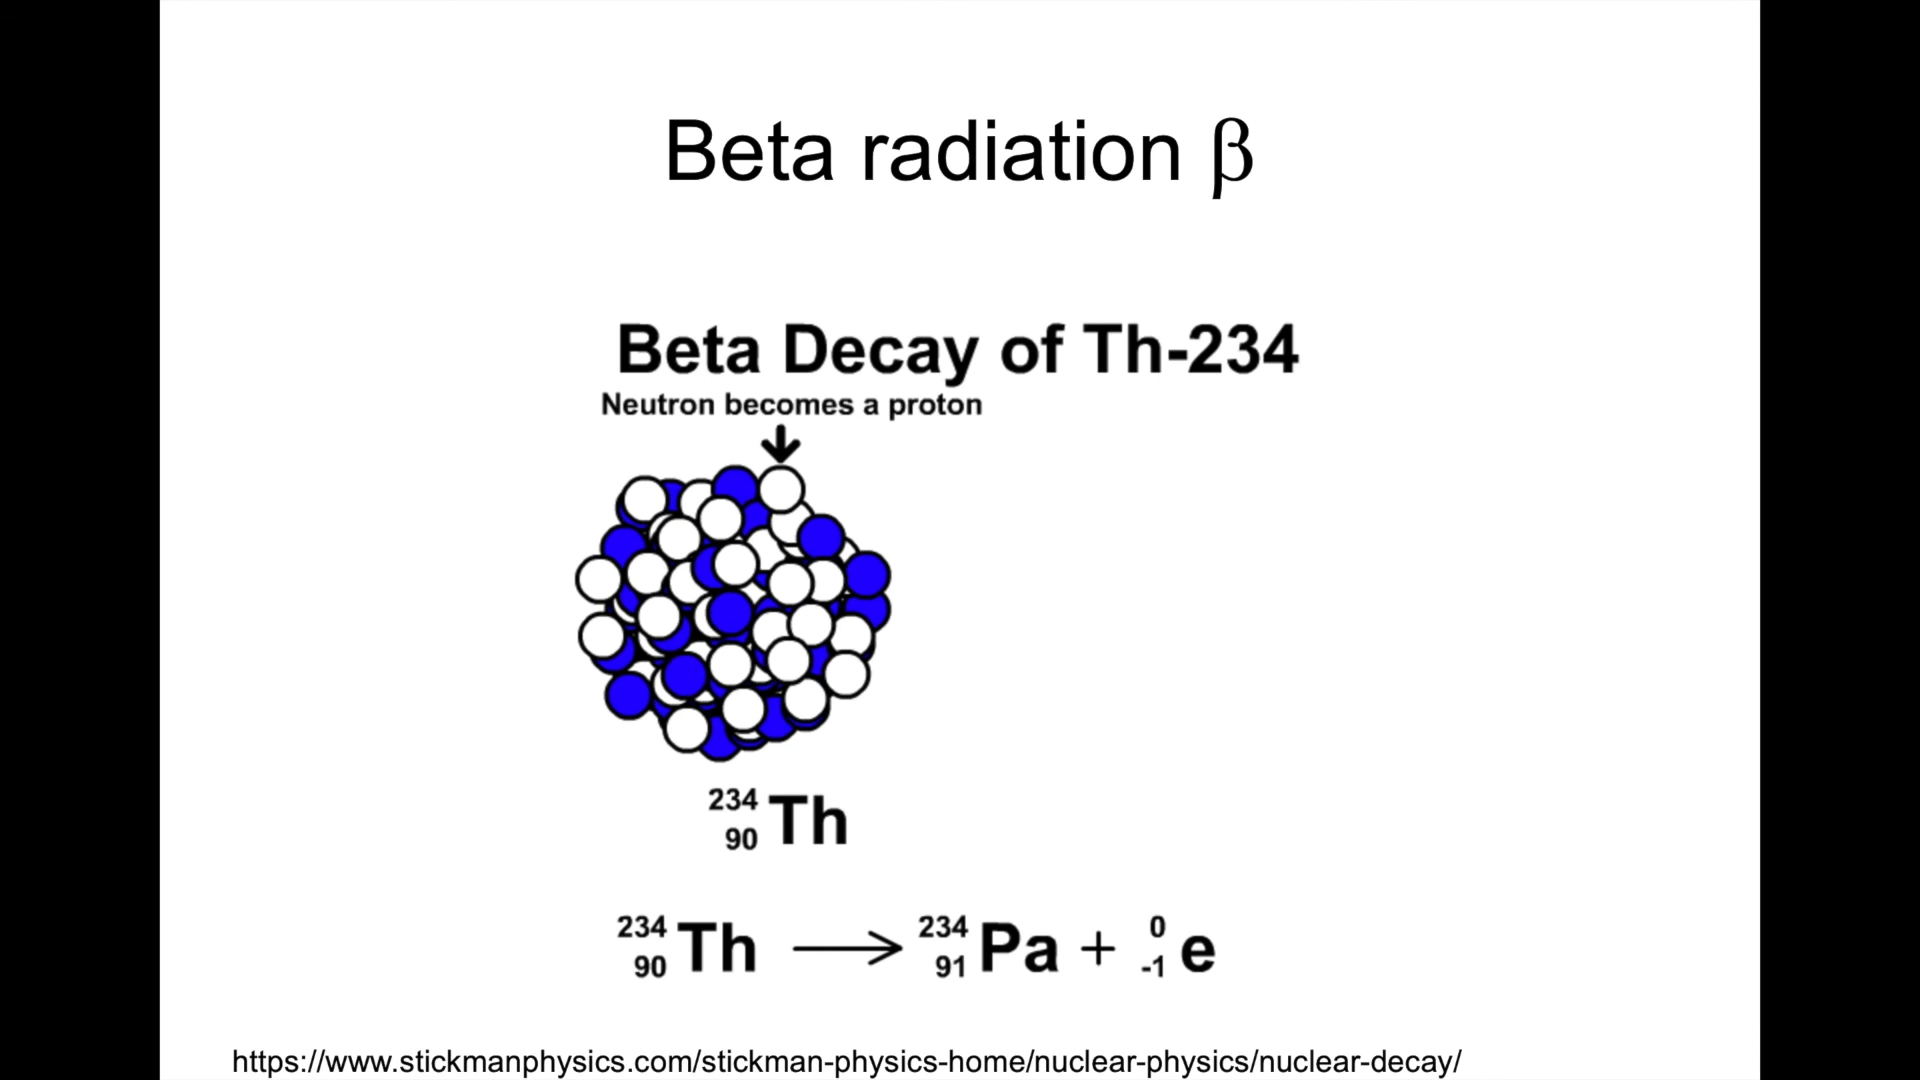 Beta radiation β
Beta Decay of Th-234
Neutron becomes a proton
234
90 Th
234 90 Th ⟶ 234 91 Pa + 0 -1 e
https://www.stickmanphysics.com/stickman-physics-home/nuclear-physics/nuclear-decay/